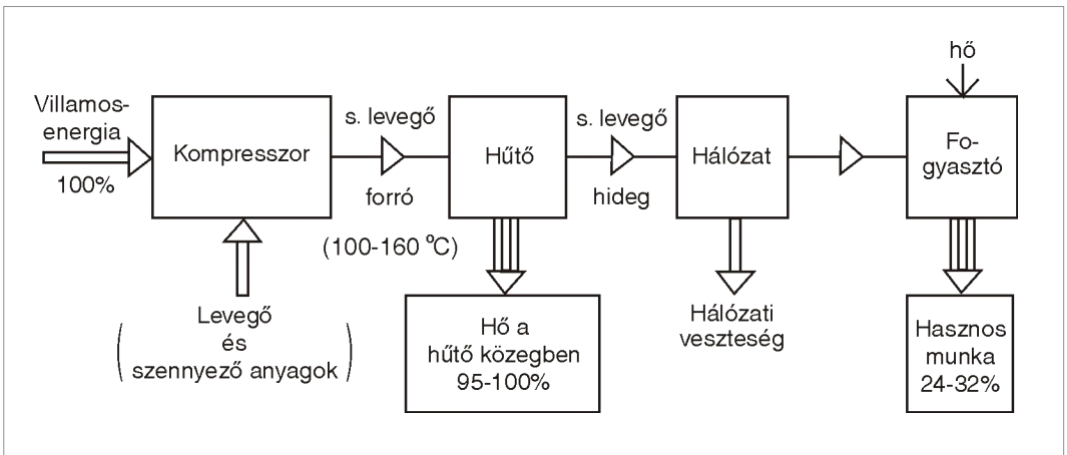 Villamos-
energia
100%
Kompresszor
Levegő
és
szennyező anyagok
s. levegő
forró
(100-160 °C)
Hűtő
Hő a
hűtő közegben
95-100%
s. levegő
hideg
Hálózat
Hálózati
veszteség
hő
Fo-
gyasztó
Hasznos
munka
24-32%